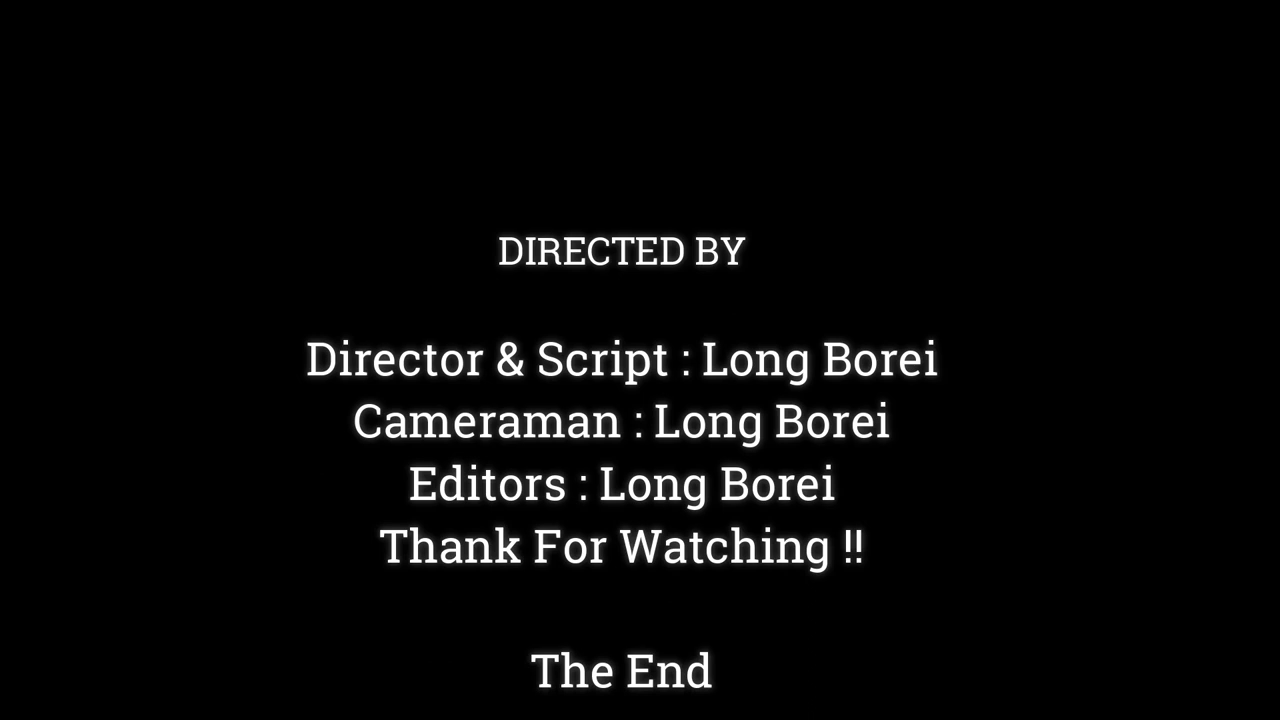 DIRECTED BY
Director & Script : Long Borei
Cameraman : Long Borei
Editors : Long Borei
Thank For Watching !!
The End